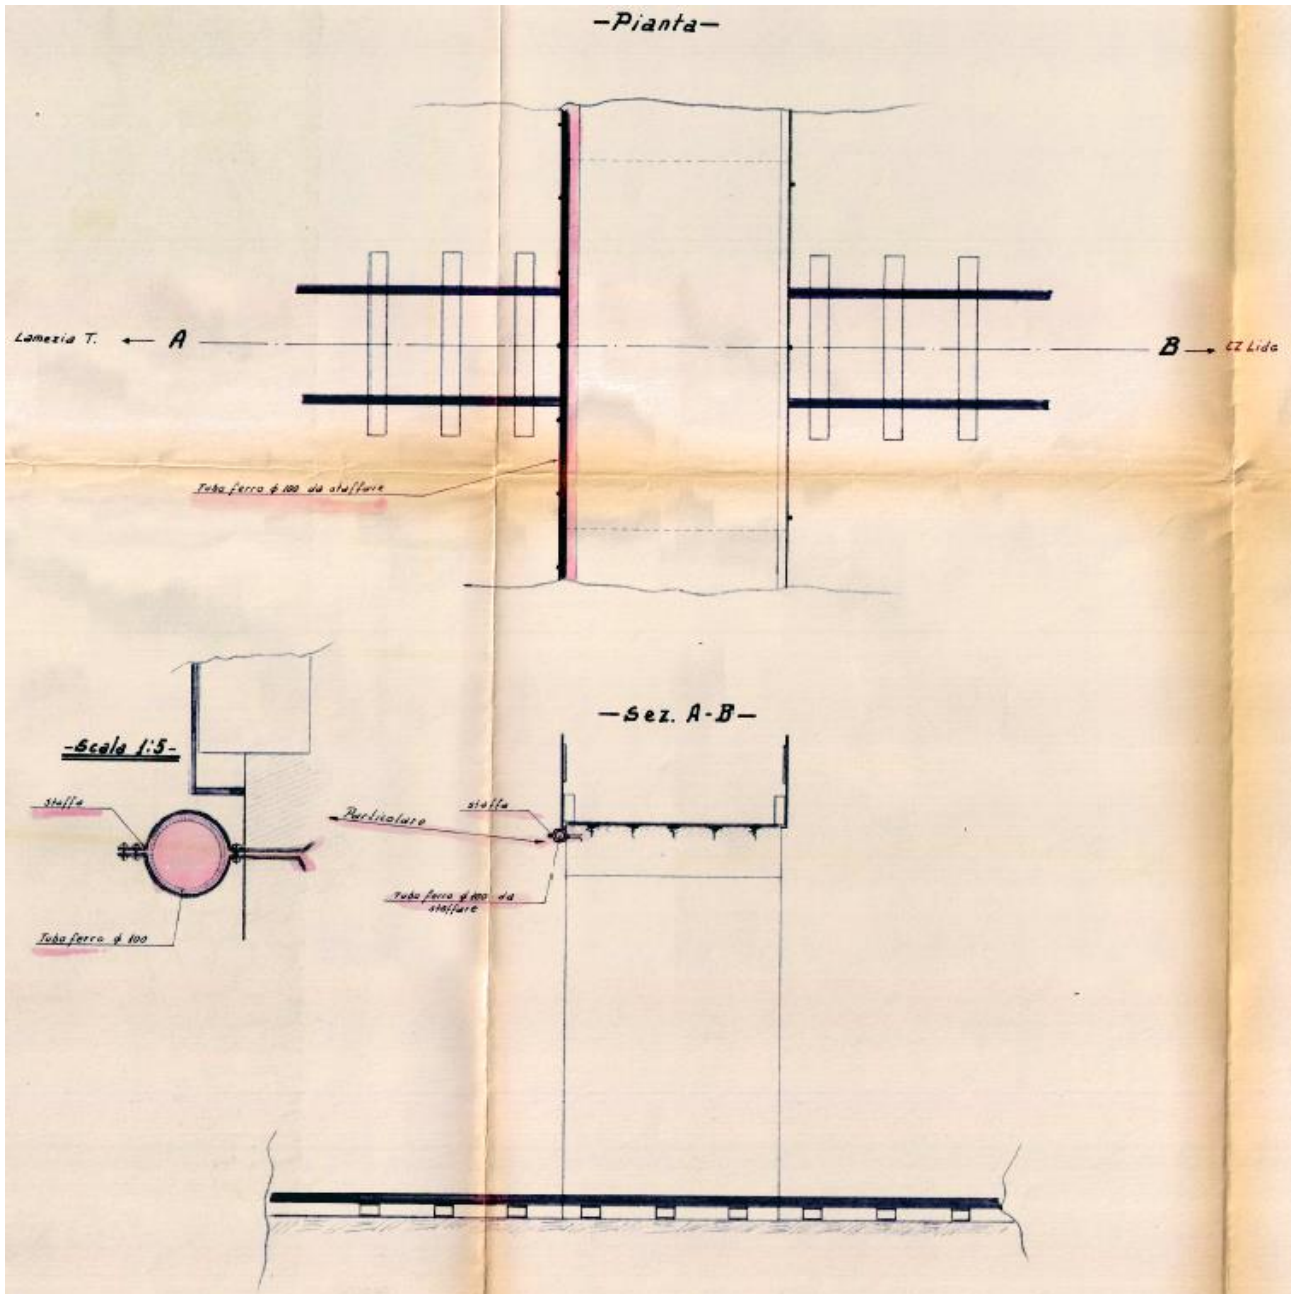 -Pianta-
Lamezia T.
A
B
CZ Lido
Tubo ferro ϕ 100 da staffare
-Sez. A-B-
-Scala 1:5-
staffa
Particolare
staffa
Tubo ferro ϕ 100 da
staffare
Tubo ferro ϕ 100